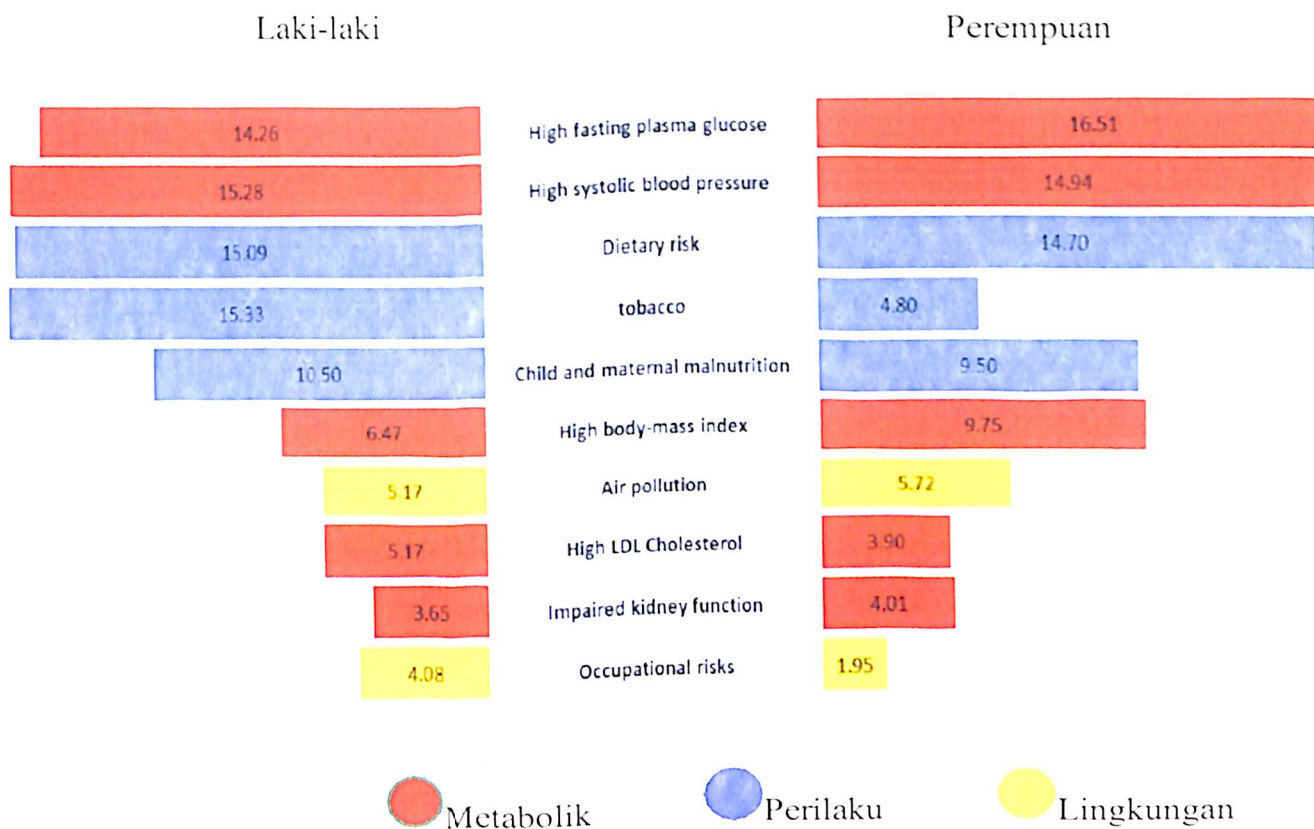 Laki-laki Perempuan
14.26 High fasting plasma glucose 16.51
15.28 High systolic blood pressure 14.94
15.09 Dietary risk 14.70
15.33 tobacco 4.80
10.50 Child and maternal malnutrition 9.50
6.47 High body-mass index 9.75
5.17 Air pollution 5.72
5.17 High LDL Cholesterol 3.90
3.65 Impaired kidney function 4.01
4.08 Occupational risks 1.95
Metabolik Perilaku Lingkungan